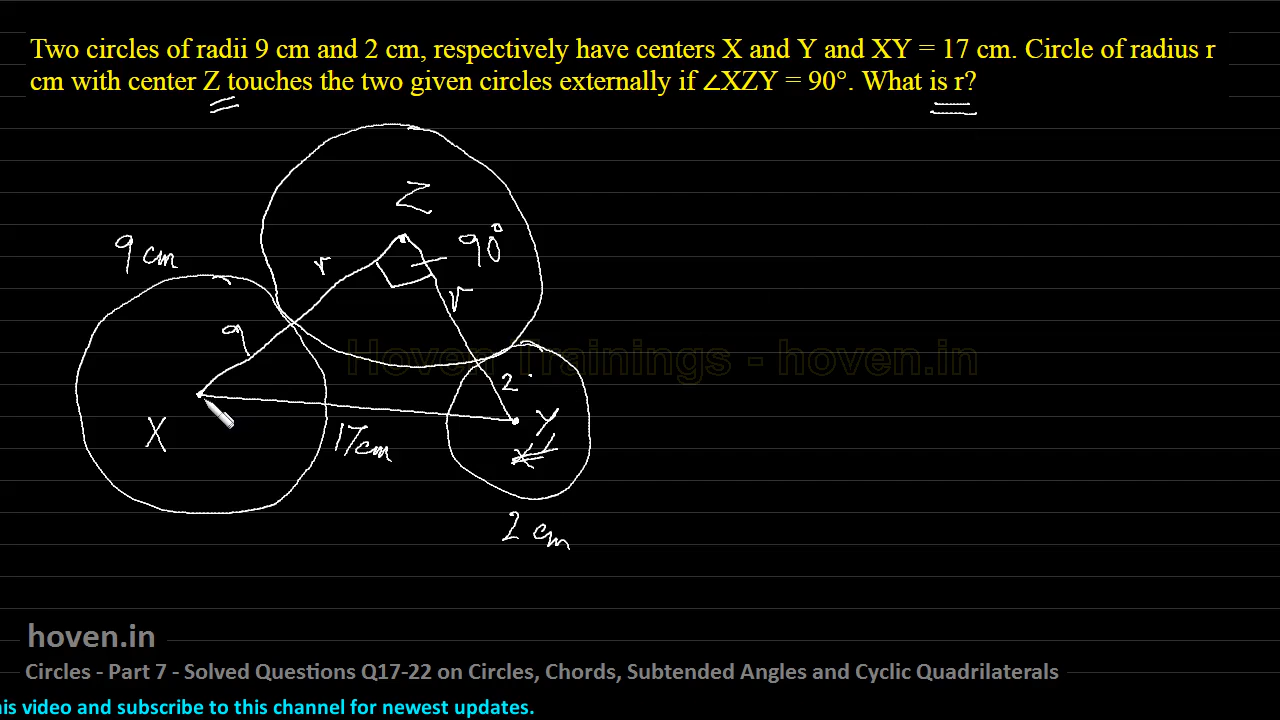 Two circles of radii 9 cm and 2 cm, respectively have centers X and Y and XY = 17 cm. Circle of radius r
cm with center Z touches the two given circles externally if ∠XZY = 90°. What is r?
Z
9 cm
r
90°
r
9
Hoven Trainings - hoven.in
2
X
17cm
Y
2 cm
hoven.in
Circles - Part 7 - Solved Questions Q17-22 on Circles, Chords, Subtended Angles and Cyclic Quadrilaterals
his video and subscribe to this channel for newest updates.